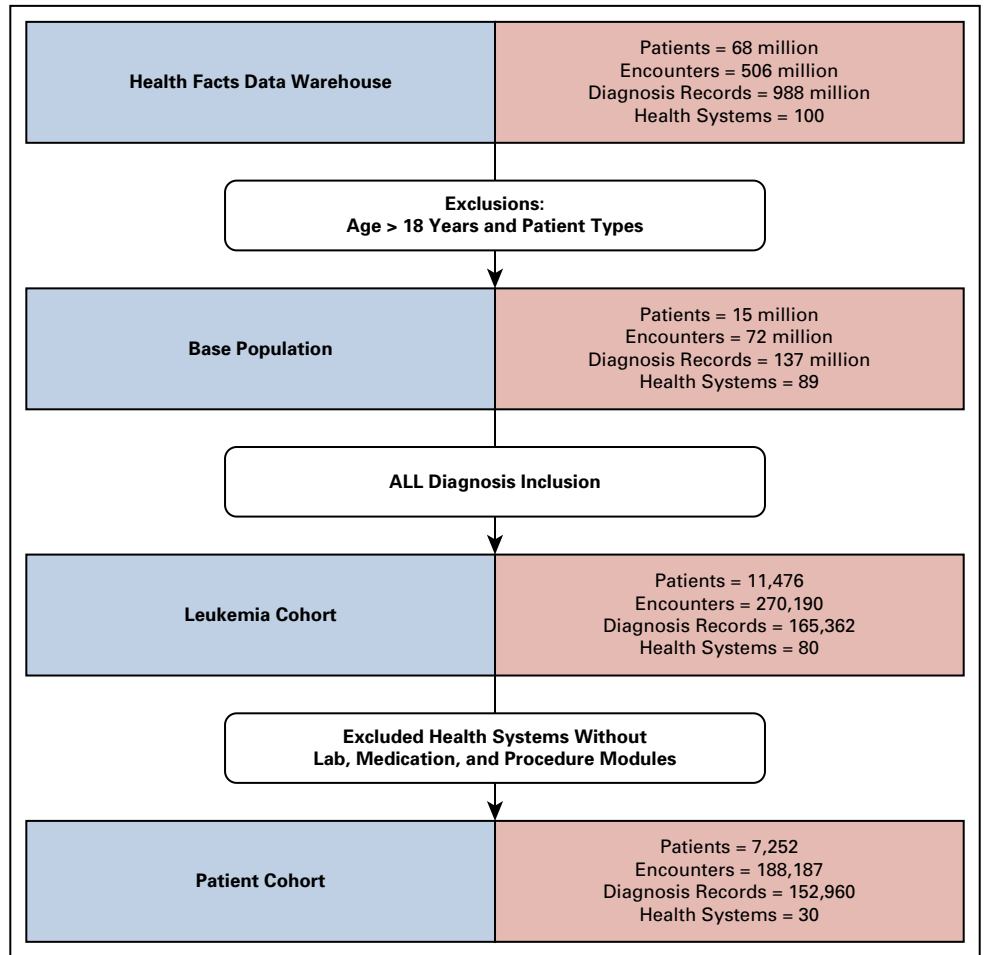 Health Facts Data Warehouse
Patients = 68 million
Encounters = 506 million
Diagnosis Records = 988 million
Health Systems = 100
Exclusions:
Age > 18 Years and Patient Types
Base Population
Patients = 15 million
Encounters = 72 million
Diagnosis Records = 137 million
Health Systems = 89
ALL Diagnosis Inclusion
Leukemia Cohort
Patients = 11,476
Encounters = 270,190
Diagnosis Records = 165,362
Health Systems = 80
Excluded Health Systems Without
Lab, Medication, and Procedure Modules
Patient Cohort
Patients = 7,252
Encounters = 188,187
Diagnosis Records = 152,960
Health Systems = 30